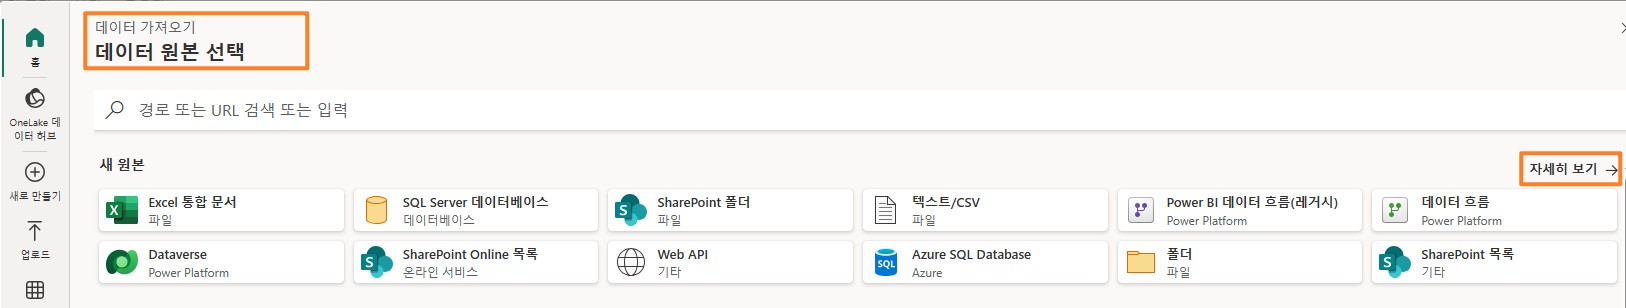 데이터 가져오기
데이터 원본 선택
홈
OneLake 데
이터 허브
새로 만들기
업로드
경로 또는 URL 검색 또는 입력
새 원본
자세히 보기 →
Excel 통합 문서
파일
SQL Server 데이터베이스
데이터베이스
SharePoint 폴더
파일
텍스트/CSV
파일
Power BI 데이터 흐름(레거시)
Power Platform
데이터 흐름
Power Platform
Dataverse
Power Platform
SharePoint Online 목록
온라인 서비스
Web API
기타
Azure SQL Database
Azure
폴더
파일
SharePoint 목록
기타